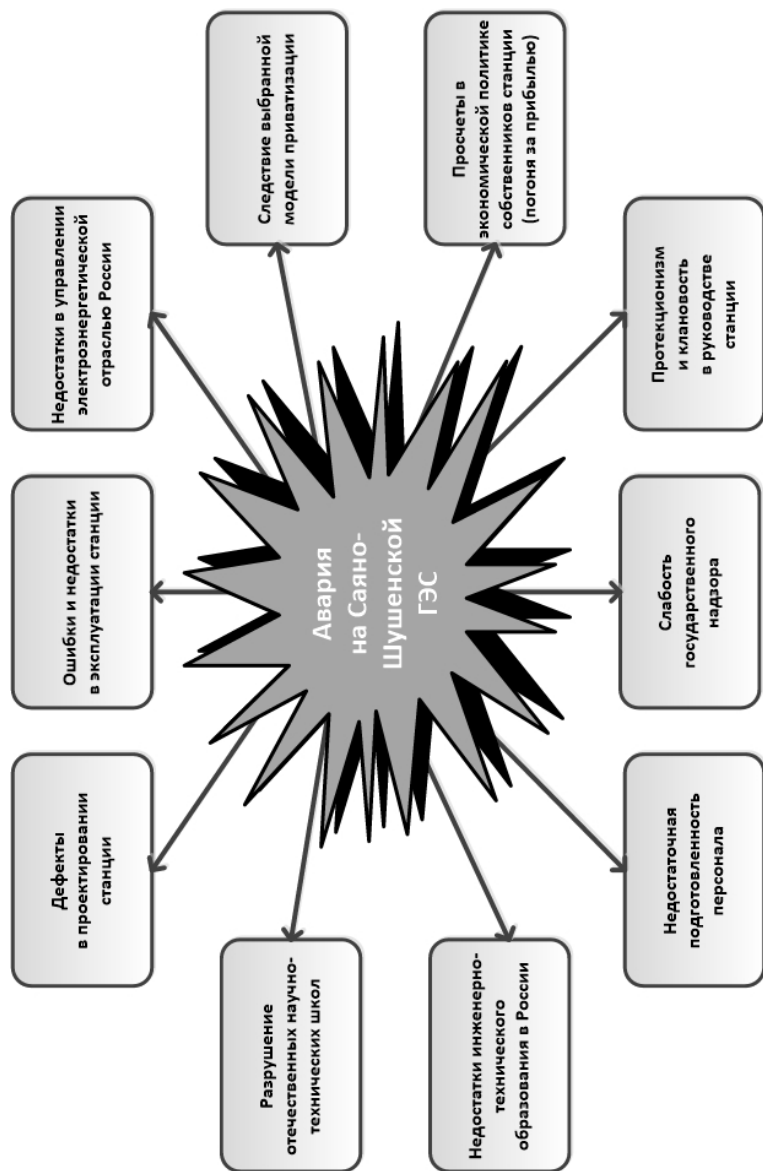 Дефекты
в проектировании
станции
Ошибки и недостатки
в эксплуатации станции
Недостатки в управлении
электроэнергетической
отраслью России
Разрушение
отечественных научно-
технических школ
Следствие выбранной
модели приватизации
Авария
на Саяно-
Шушенской
ГЭС
Недостатки инженерно-
технического
образования в России
Просчеты в
экономической политике
собственников станции
(погоня за прибылью)
Недостаточная
подготовленность
персонала
Слабость
государственного
надзора
Протекционизм
и клановость
в руководстве
станции